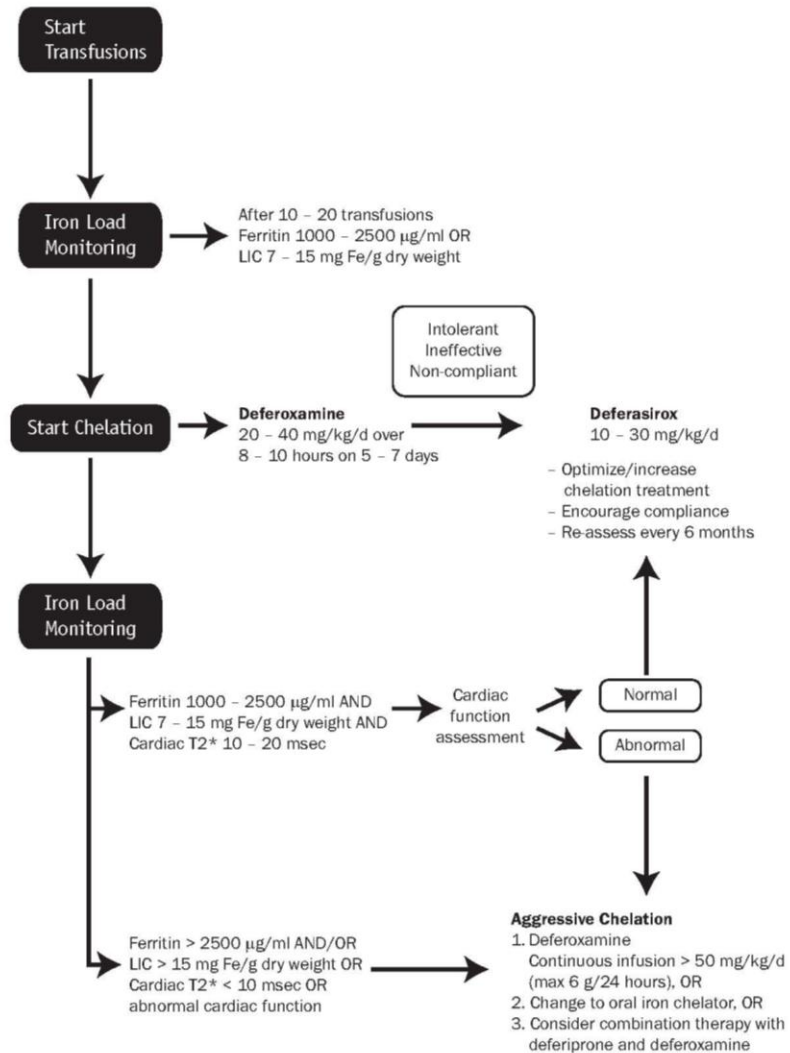 Start
Transfusions
Iron Load
Monitoring
After 10 – 20 transfusions
Ferritin 1000 – 2500 µg/ml OR
LIC 7 – 15 mg Fe/g dry weight
Intolerant
Ineffective
Non-compliant
Start Chelation
Deferoxamine
20 – 40 mg/kg/d over
8 – 10 hours on 5 – 7 days
Deferasirox
10 – 30 mg/kg/d
– Optimize/increase
chelation treatment
– Encourage compliance
– Re-assess every 6 months
Iron Load
Monitoring
Ferritin 1000 – 2500 µg/ml AND
LIC 7 – 15 mg Fe/g dry weight AND
Cardiac T2* 10 – 20 msec
Cardiac
function
assessment
Normal
Abnormal
Ferritin > 2500 µg/ml AND/OR
LIC > 15 mg Fe/g dry weight OR
Cardiac T2* < 10 msec OR
abnormal cardiac function
Aggressive Chelation
1. Deferoxamine
Continuous infusion > 50 mg/kg/d
(max 6 g/24 hours), OR
2. Change to oral iron chelator, OR
3. Consider combination therapy with
deferiprone and deferoxamine